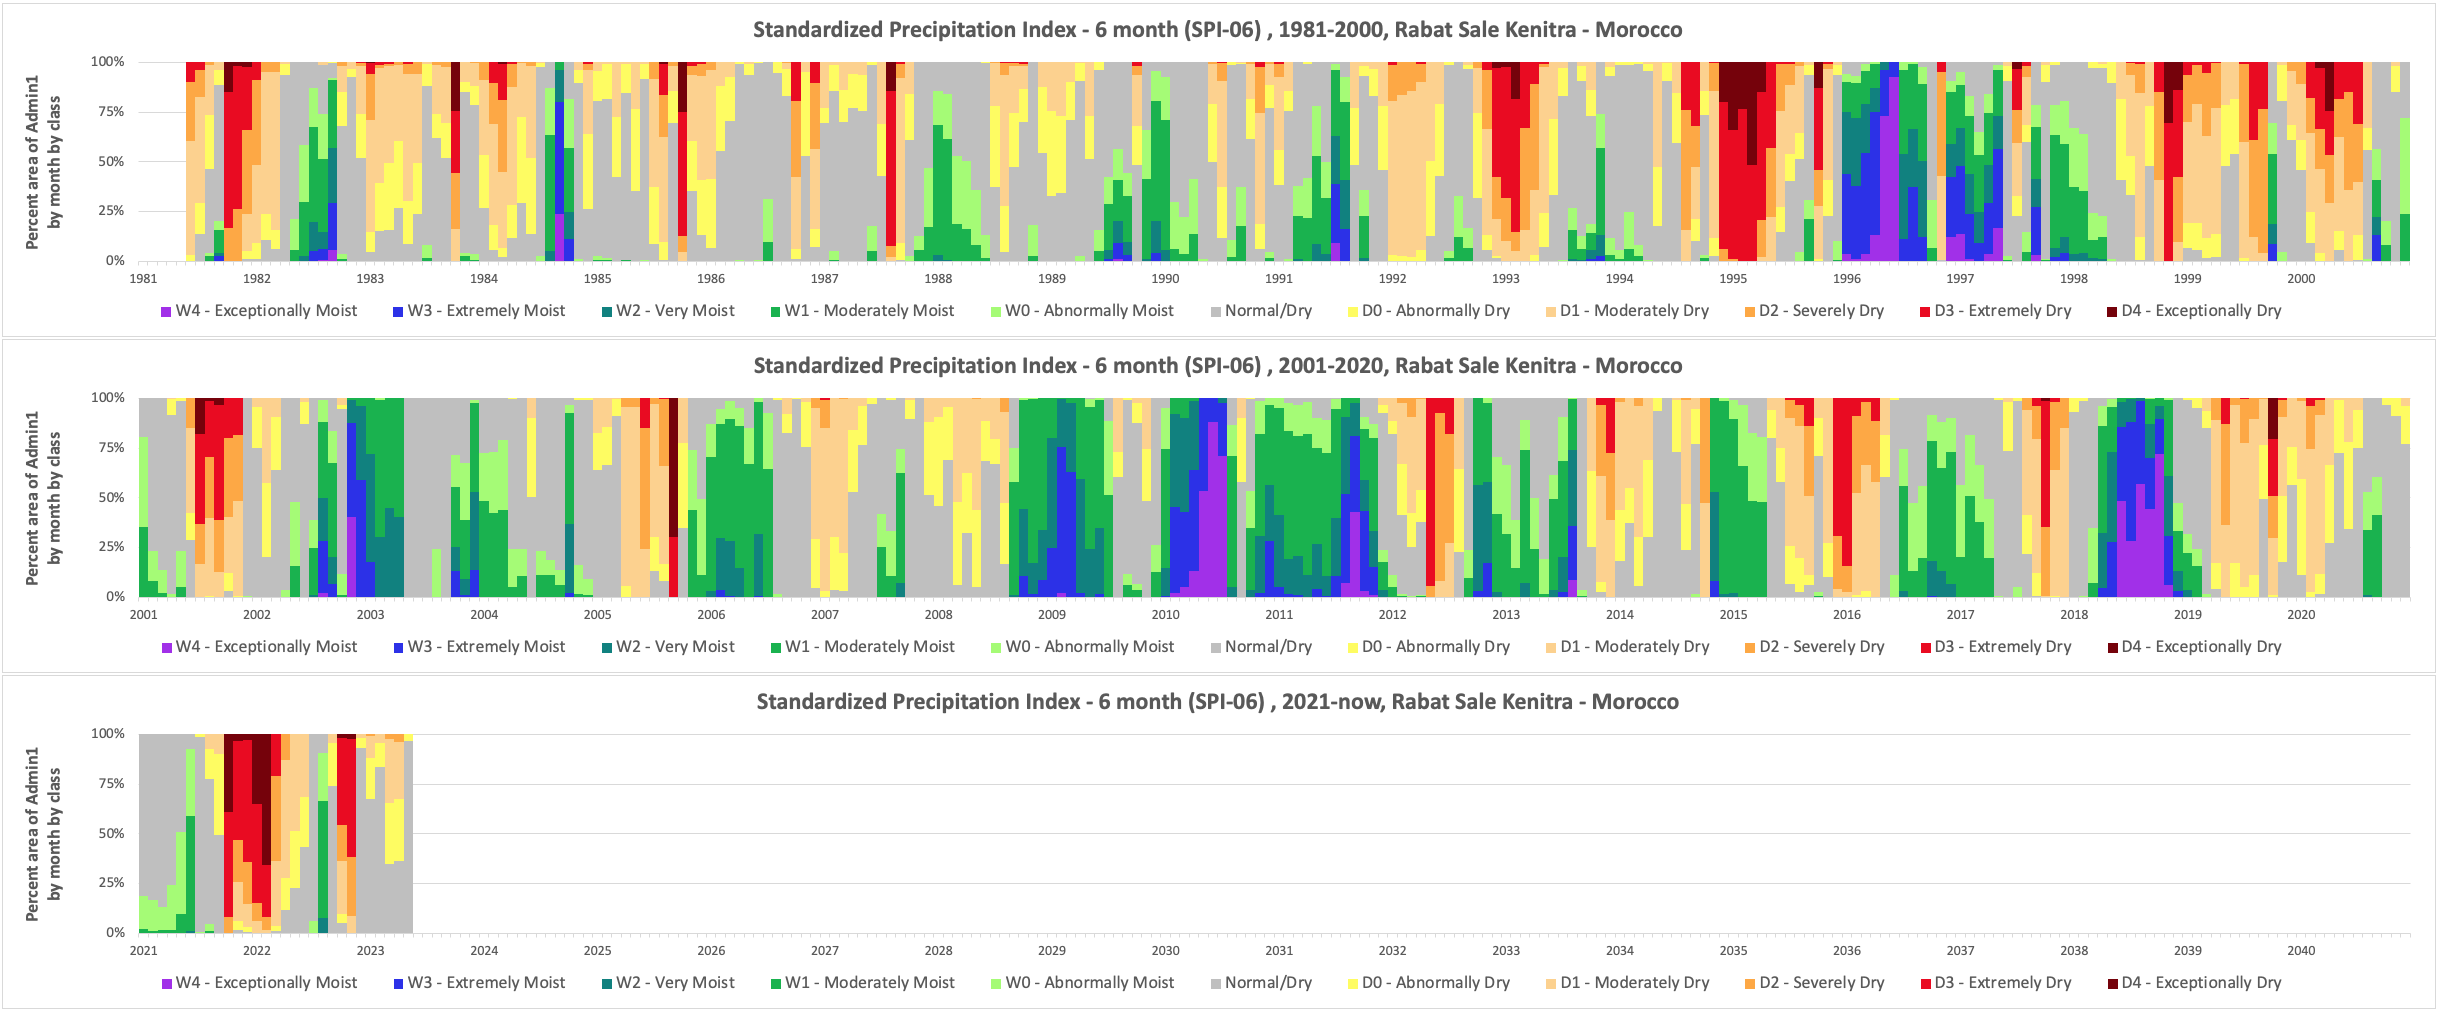 Standardized Precipitation Index - 6 month (SPI-06) , 1981-2000, Rabat Sale Kenitra - Morocco
Percent area of Admin1
by month by class
100%
75%
50%
25%
0%
1981 1982 1983 1984 1985 1986 1987 1988 1989 1990 1991 1992 1993 1994 1995 1996 1997 1998 1999 2000
W4 - Exceptionally Moist W3 - Extremely Moist W2 - Very Moist W1 - Moderately Moist W0 - Abnormally Moist Normal/Dry D0 - Abnormally Dry D1 - Moderately Dry D2 - Severely Dry D3 - Extremely Dry D4 - Exceptionally Dry
Standardized Precipitation Index - 6 month (SPI-06) , 2001-2020, Rabat Sale Kenitra - Morocco
Percent area of Admin1
by month by class
100%
75%
50%
25%
0%
2001 2002 2003 2004 2005 2006 2007 2008 2009 2010 2011 2012 2013 2014 2015 2016 2017 2018 2019 2020
W4 - Exceptionally Moist W3 - Extremely Moist W2 - Very Moist W1 - Moderately Moist W0 - Abnormally Moist Normal/Dry D0 - Abnormally Dry D1 - Moderately Dry D2 - Severely Dry D3 - Extremely Dry D4 - Exceptionally Dry
Standardized Precipitation Index - 6 month (SPI-06) , 2021-now, Rabat Sale Kenitra - Morocco
Percent area of Admin1
by month by class
100%
75%
50%
25%
0%
2021 2022 2023 2024 2025 2026 2027 2028 2029 2030 2031 2032 2033 2034 2035 2036 2037 2038 2039 2040
W4 - Exceptionally Moist W3 - Extremely Moist W2 - Very Moist W1 - Moderately Moist W0 - Abnormally Moist Normal/Dry D0 - Abnormally Dry D1 - Moderately Dry D2 - Severely Dry D3 - Extremely Dry D4 - Exceptionally Dry